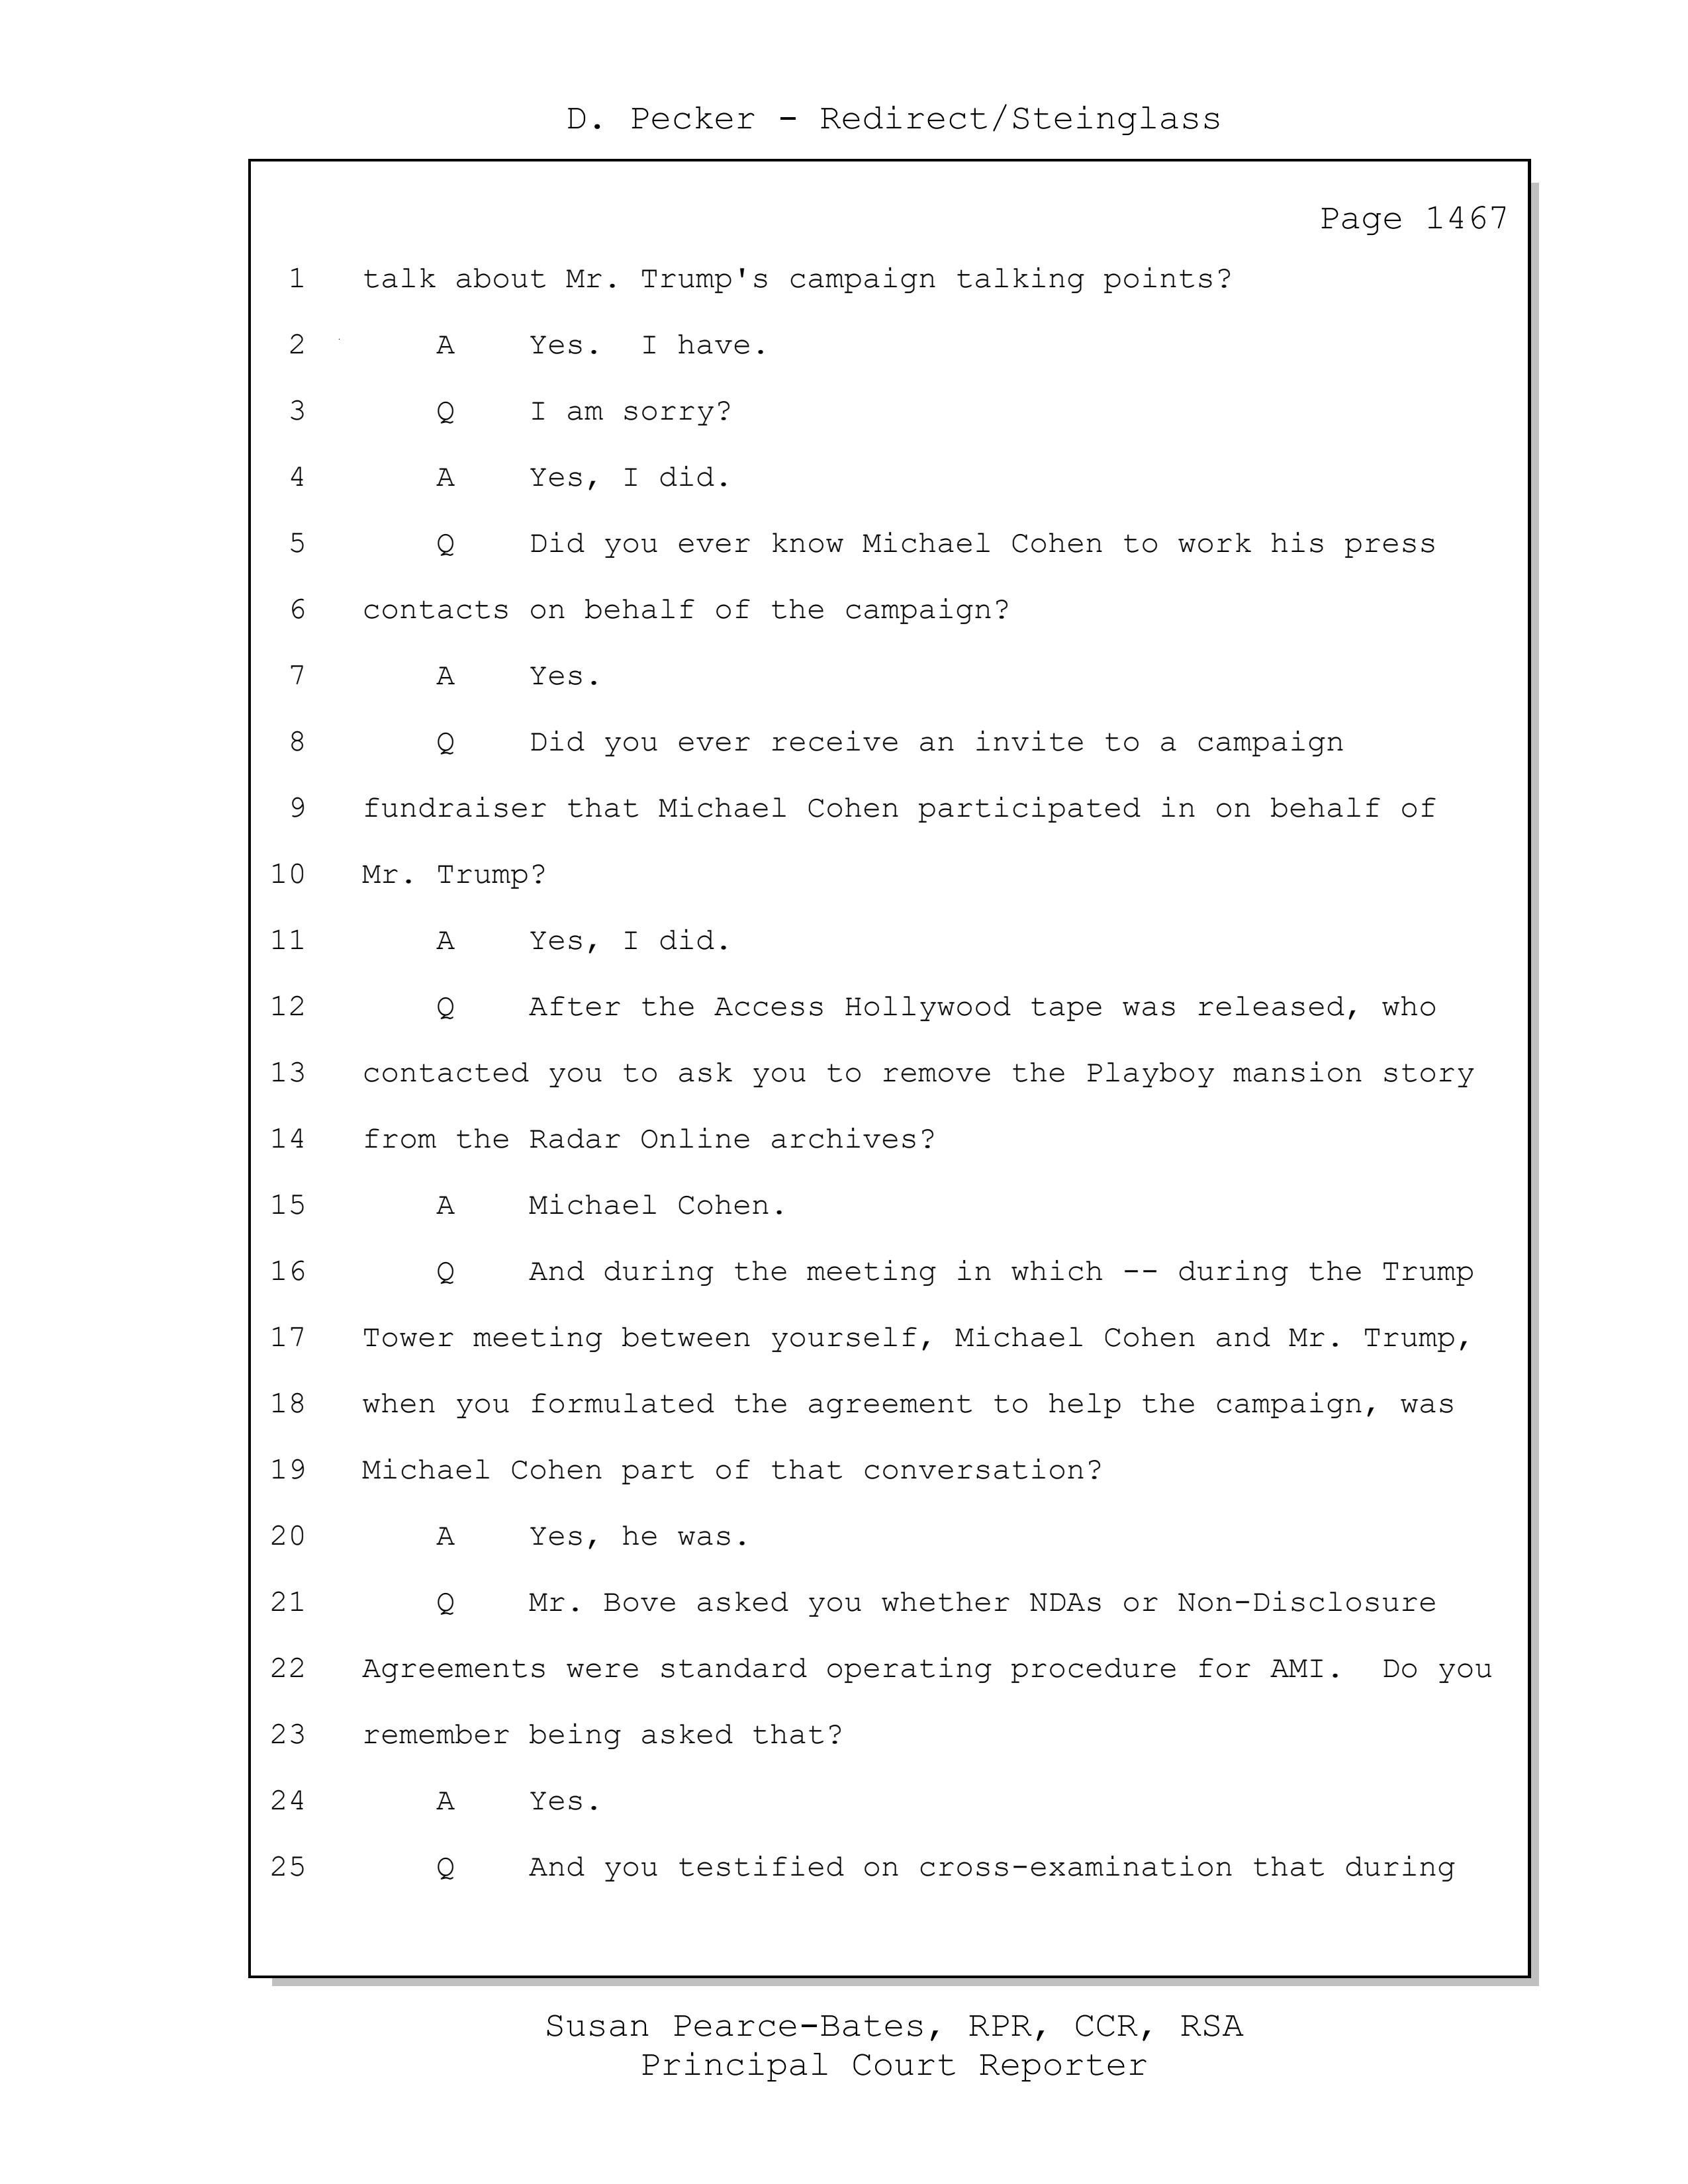 D. Pecker - Redirect/Steinglass
Page 1467
1 talk about Mr. Trump's campaign talking points?
2 A Yes. I have.
3 Q I am sorry?
4 A Yes, I did.
5 Q Did you ever know Michael Cohen to work his press
6 contacts on behalf of the campaign?
7 A Yes.
8 Q Did you ever receive an invite to a campaign
9 fundraiser that Michael Cohen participated in on behalf of
10 Mr. Trump?
11 A Yes, I did.
12 Q After the Access Hollywood tape was released, who
13 contacted you to ask you to remove the Playboy mansion story
14 from the Radar Online archives?
15 A Michael Cohen.
16 Q And during the meeting in which -- during the Trump
17 Tower meeting between yourself, Michael Cohen and Mr. Trump,
18 when you formulated the agreement to help the campaign, was
19 Michael Cohen part of that conversation?
20 A Yes, he was.
21 Q Mr. Bove asked you whether NDAs or Non-Disclosure
22 Agreements were standard operating procedure for AMI. Do you
23 remember being asked that?
24 A Yes.
25 Q And you testified on cross-examination that during
Susan Pearce-Bates, RPR, CCR, RSA
Principal Court Reporter